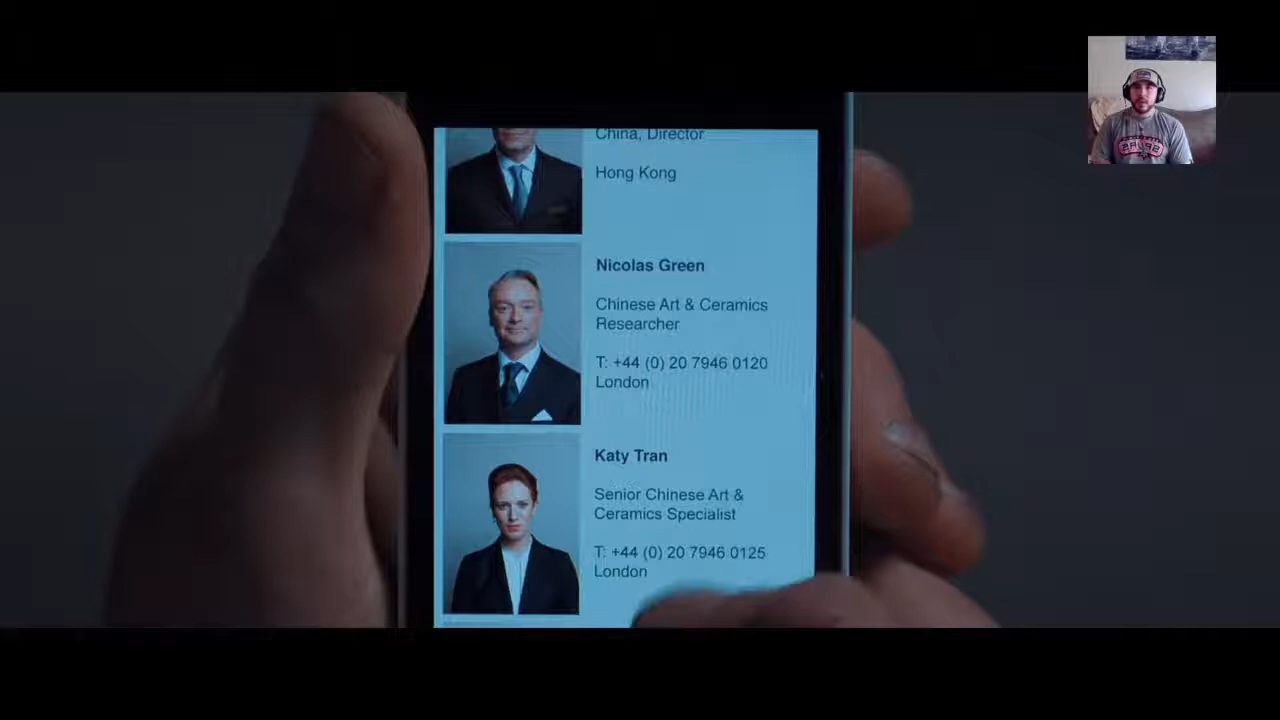 China, Director
Hong Kong
Nicolas Green
Chinese Art & Ceramics
Researcher
T: +44 (0) 20 7946 0120
London
Katy Tran
Senior Chinese Art &
Ceramics Specialist
T: +44 (0) 20 7946 0125
London